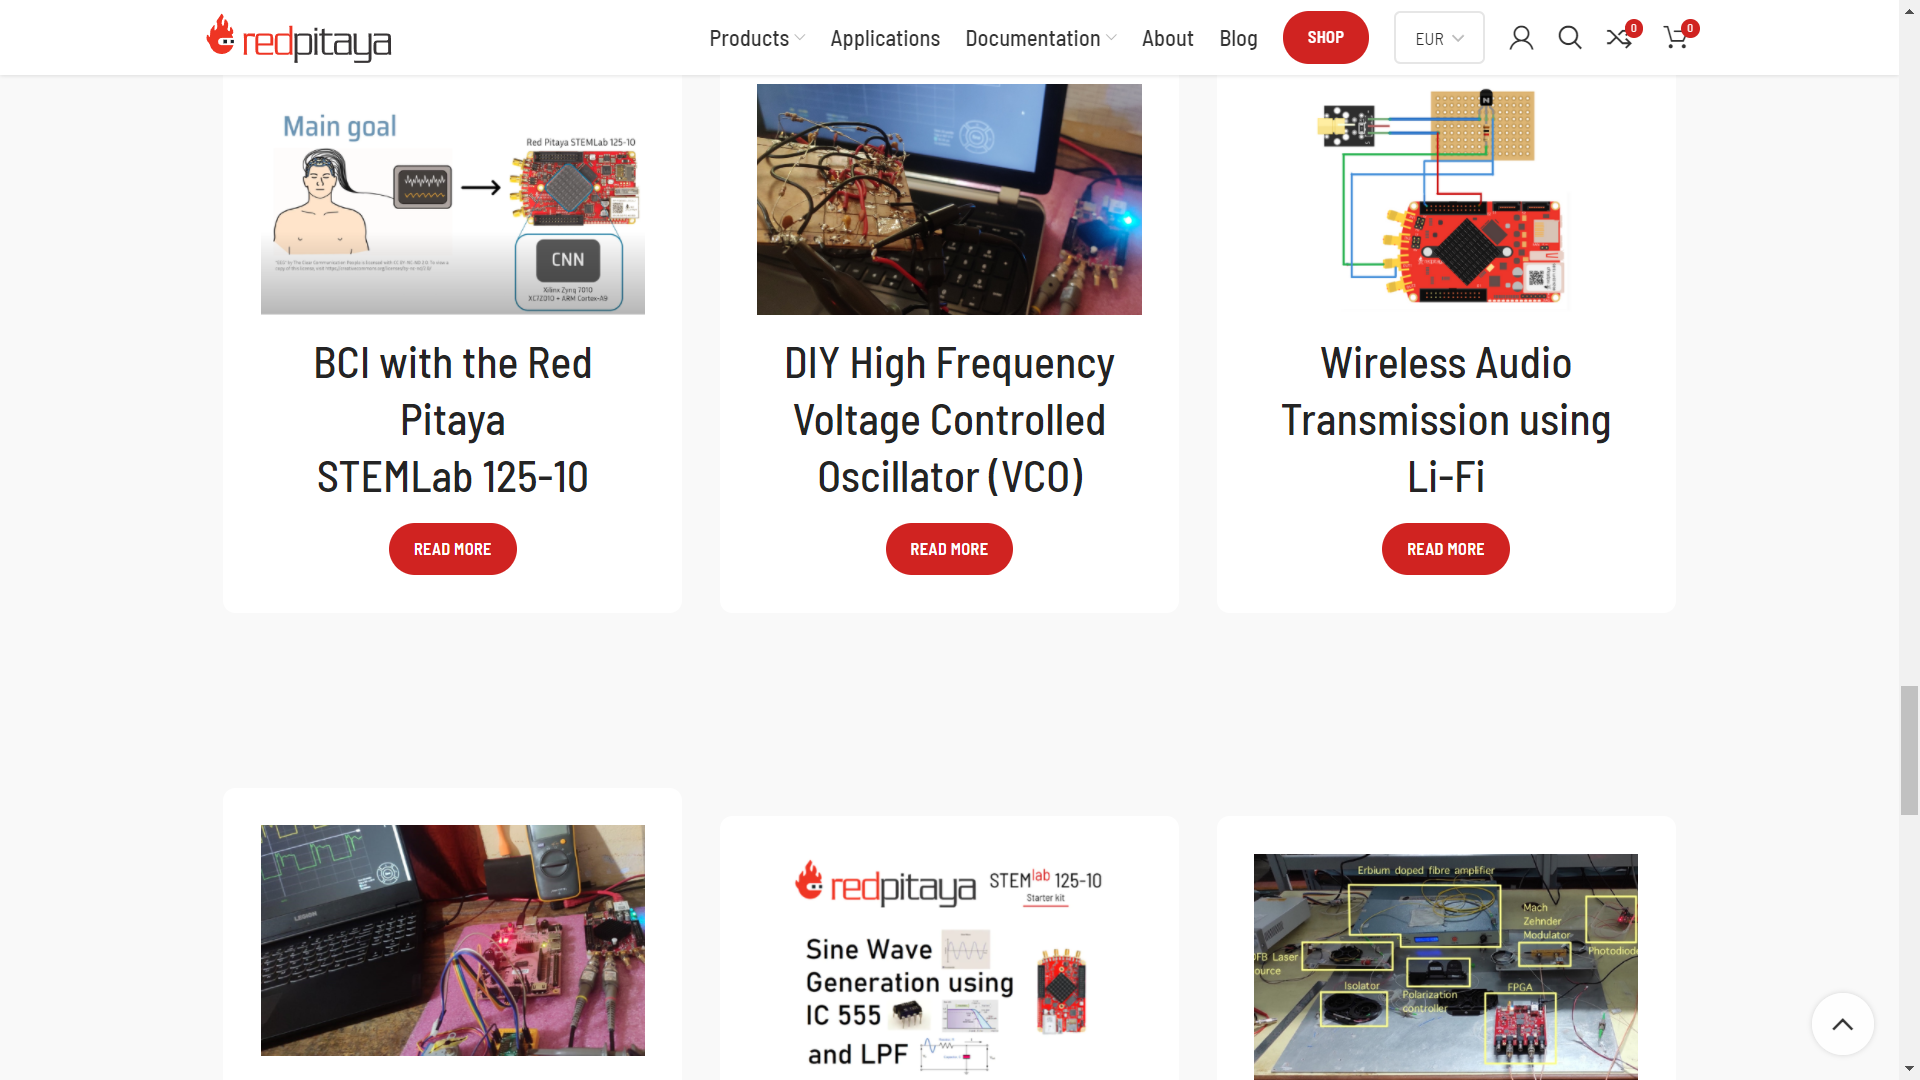 redpitaya
Products
Applications
Documentation
About
Blog
SHOP
EUR
0
0
Main goal
Red Pitaya STEMLab 125-10
CNN
Xilinx Zynq 7010
XC7Z010 + ARM Cortex-A9
BCI with the Red
Pitaya
STEMLab 125-10
READ MORE
DIY High Frequency
Voltage Controlled
Oscillator (VCO)
READ MORE
Wireless Audio
Transmission using
Li-Fi
READ MORE
LEGION
redpitaya STEMlab 125-10
Starter kit
Sine Wave
Generation using
IC 555
and LPF
Erbium doped fibre amplifier
Mach
Zehnder
Modulator
Photodiode
DFB Laser
source
Isolator
Polarization
controller
FPGA